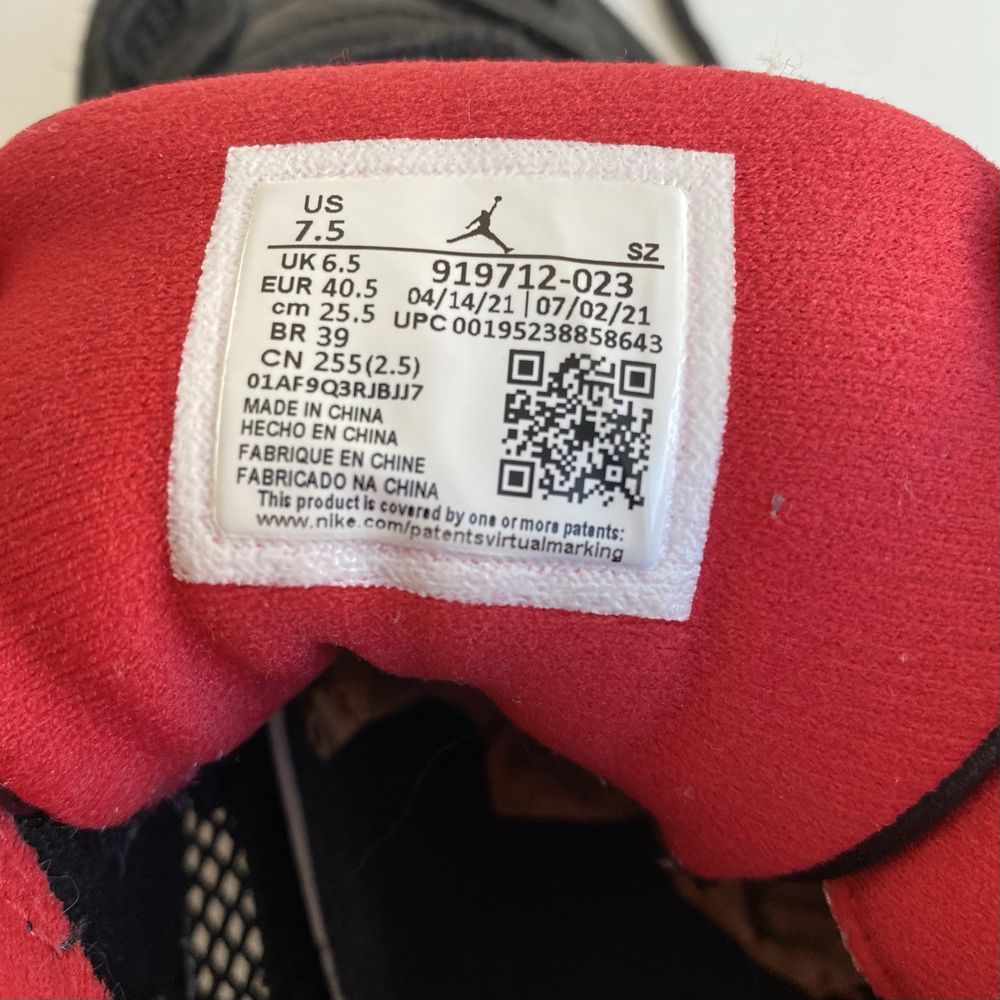 US
7.5
SZ
UK 6.5
919712-023
EUR 40.5
04/14/21 | 07/02/21
cm 25.5
UPC 00195238858643
BR 39
CN 255(2.5)
01AF9Q3RJBJJ7
MADE IN CHINA
HECHO EN CHINA
FABRIQUE EN CHINE
FABRICADO NA CHINA
This product is covered by one or more patents:
www.nike.com/patentsvirtualmarking